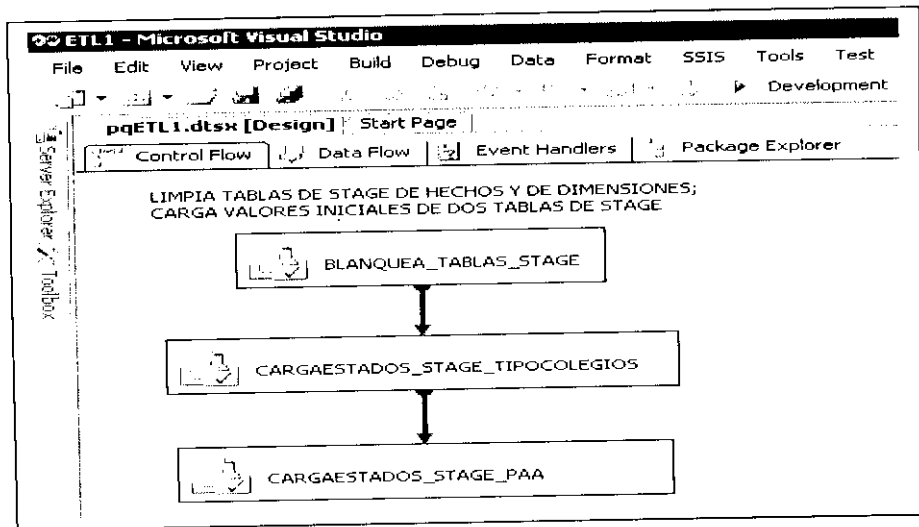 ETL1 - Microsoft Visual Studio
File Edit View Project Build Debug Data Format SSIS Tools Test
Development
pqETL1.dtsx [Design] Start Page
Control Flow Data Flow Event Handlers Package Explorer
Server Explorer Toolbox
LIMPIA TABLAS DE STAGE DE HECHOS Y DE DIMENSIONES;
CARGA VALORES INICIALES DE DOS TABLAS DE STAGE
BLANQUEA_TABLAS_STAGE
CARGAESTADOS_STAGE_TIPOCOLEGIOS
CARGAESTADOS_STAGE_PAA